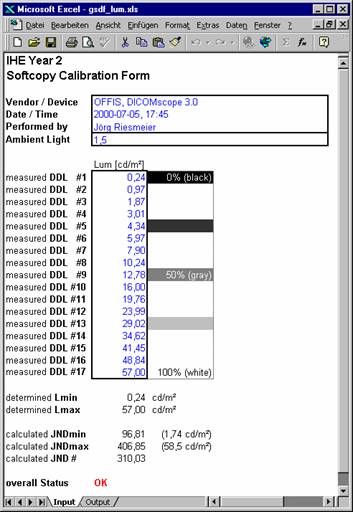 Microsoft Excel - gsdf_lum.xls
Datei Bearbeiten Ansicht Einfügen Format Extras Daten Fenster ?
IHE Year 2
Softcopy Calibration Form
Vendor / Device OFFIS, DICOMscope 3.0
Date / Time 2000-07-05, 17:45
Performed by Jörg Riesmeier
Ambient Light 1,5
Lum [cd/m²]
measured DDL #1 0,24 0% (black)
measured DDL #2 0,97
measured DDL #3 1,87
measured DDL #4 3,01
measured DDL #5 4,34
measured DDL #6 5,97
measured DDL #7 7,90
measured DDL #8 10,24
measured DDL #9 12,78 50% (gray)
measured DDL #10 16,00
measured DDL #11 19,76
measured DDL #12 23,99
measured DDL #13 29,02
measured DDL #14 34,62
measured DDL #15 41,45
measured DDL #16 48,84
measured DDL #17 57,00 100% (white)
determined Lmin 0,24 cd/m²
determined Lmax 57,00 cd/m²
calculated JNDmin 96,81 (1,74 cd/m²)
calculated JNDmax 406,85 (58,5 cd/m²)
calculated JND # 310,03
overall Status OK
Input Output